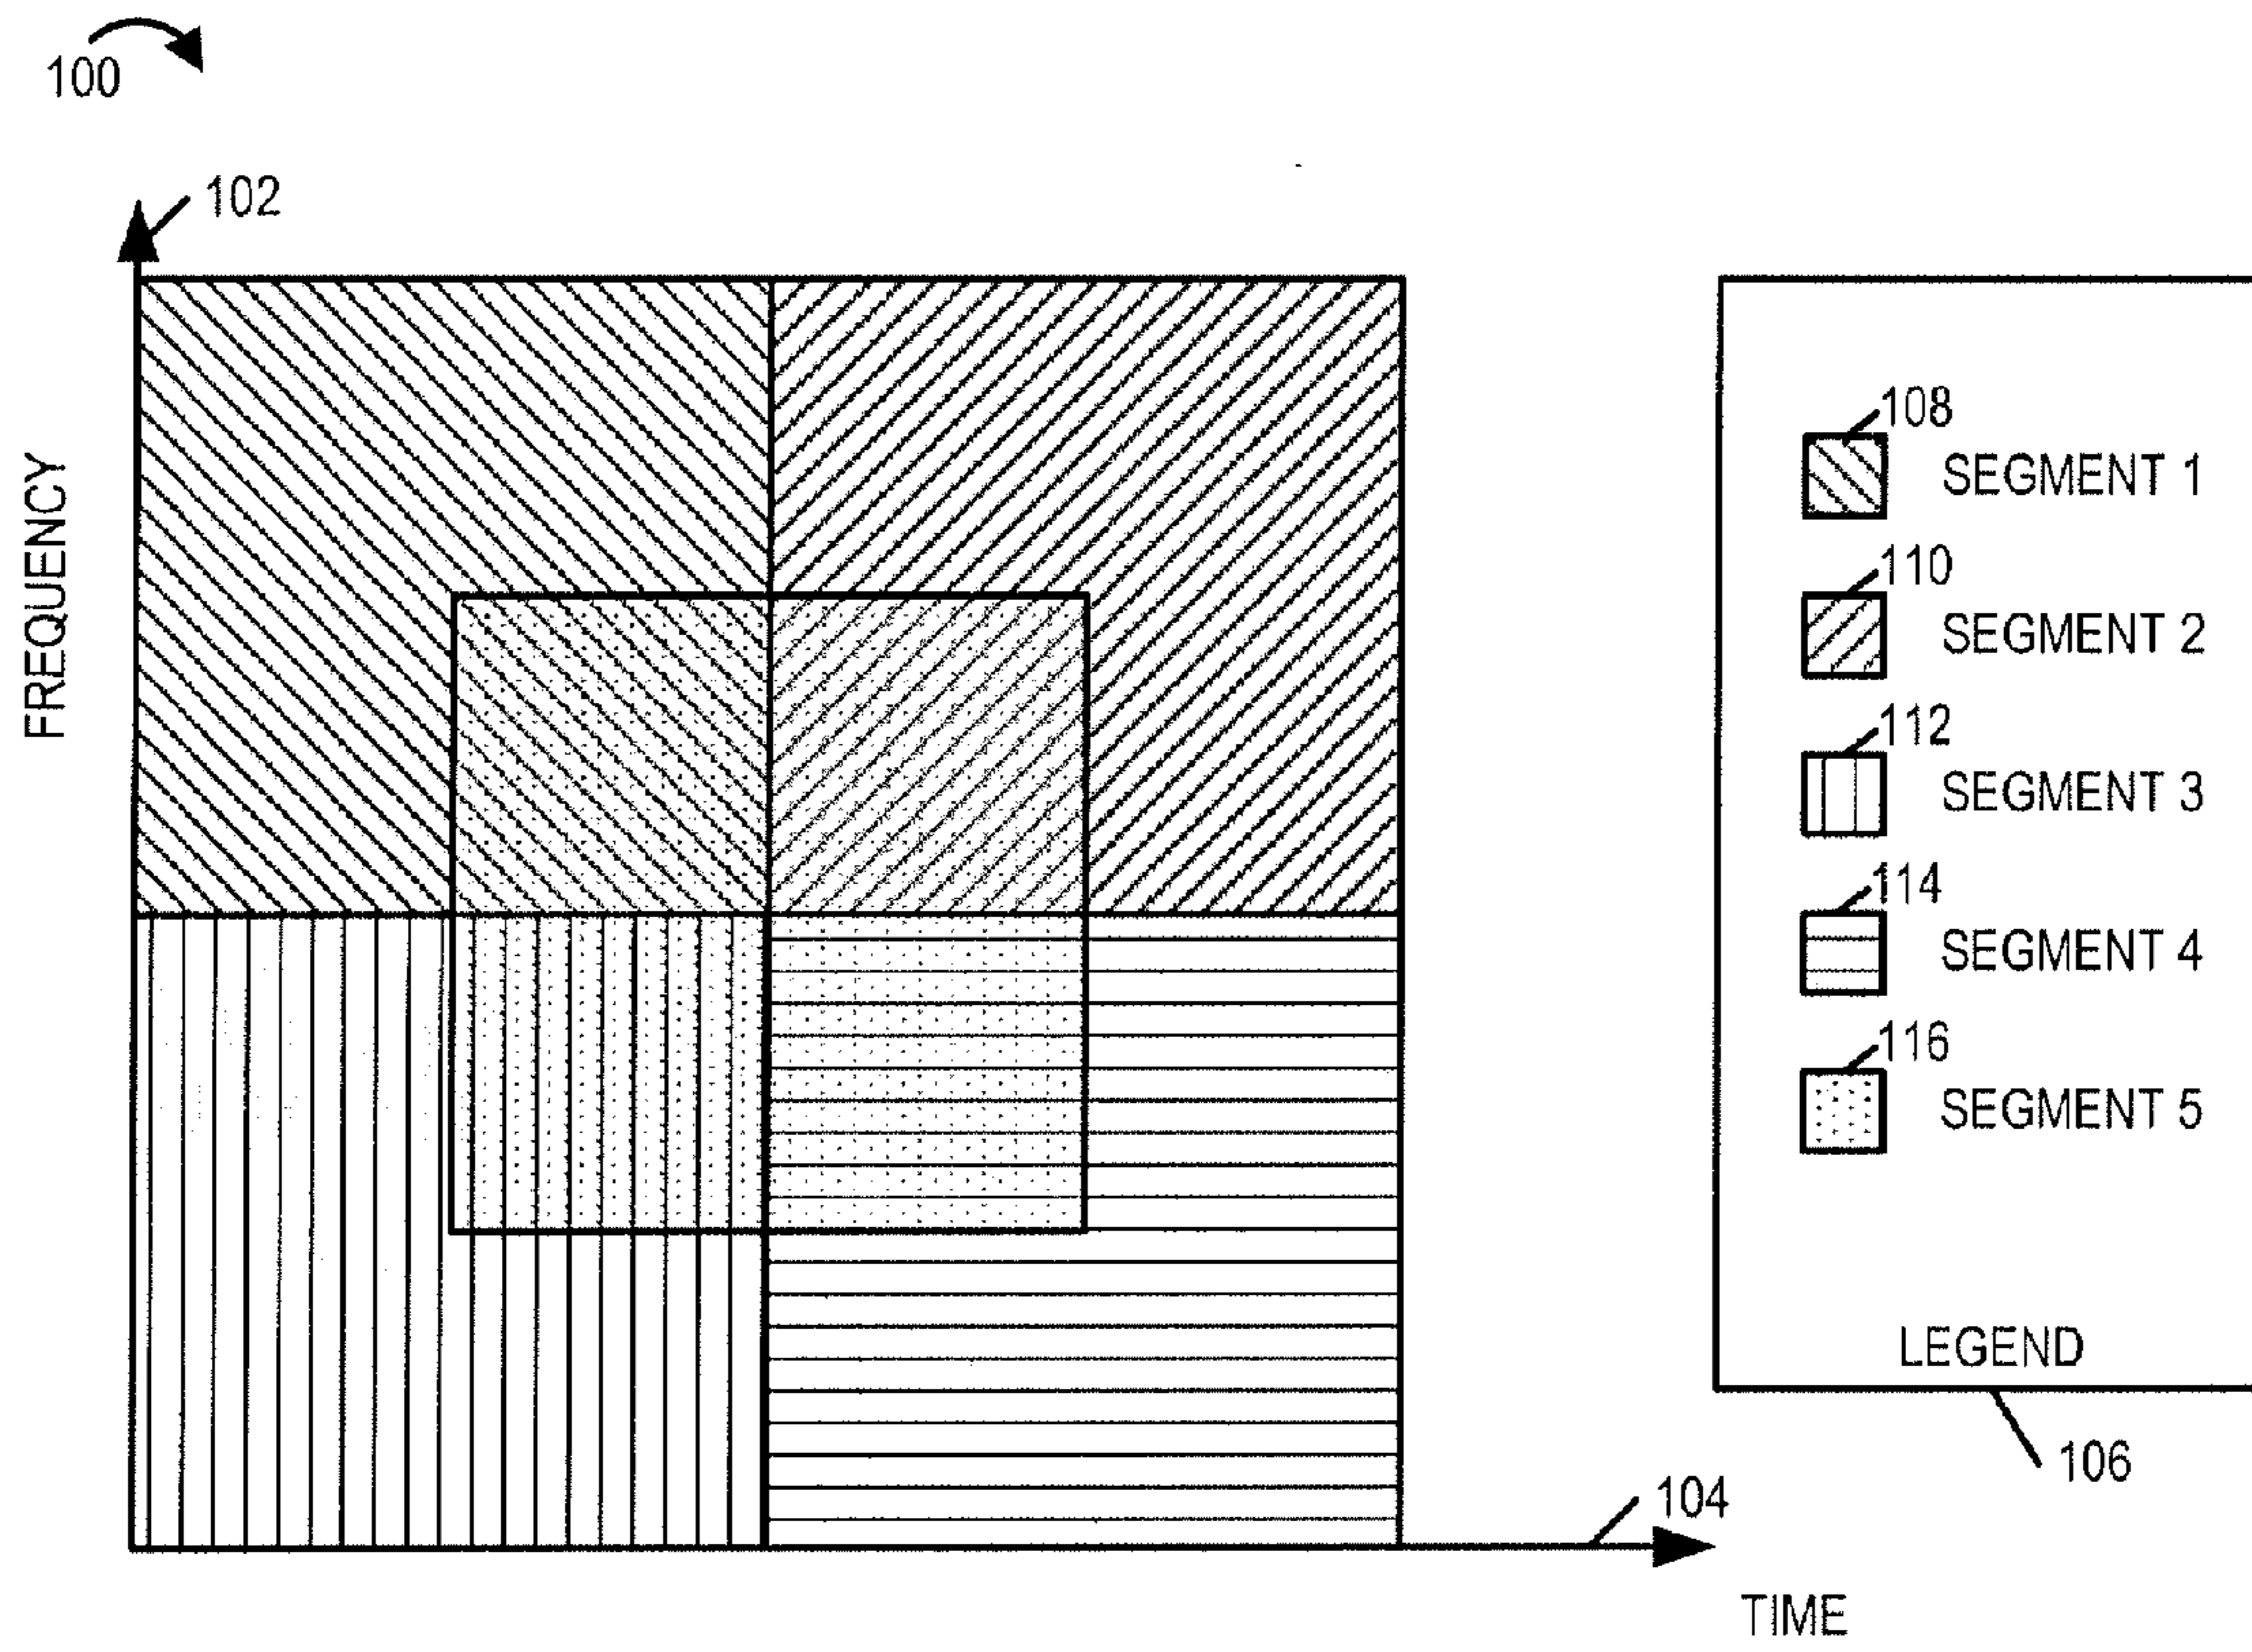 100
102
FREQUENCY
108
SEGMENT 1
110
SEGMENT 2
112
SEGMENT 3
114
SEGMENT 4
116
SEGMENT 5
LEGEND
106
104
TIME